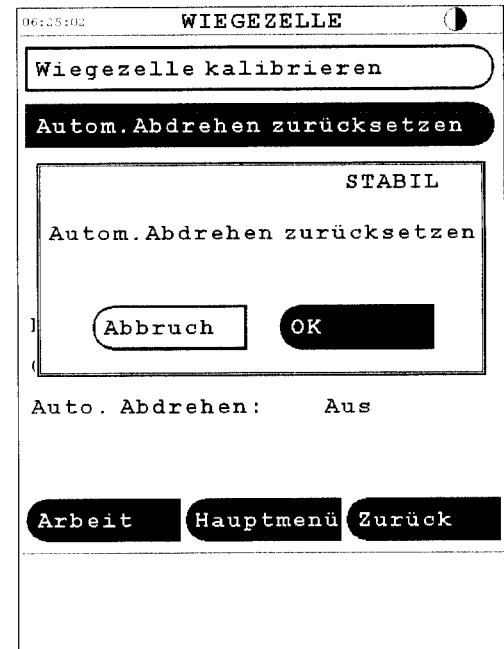 06:25:02 WIEGEZELLE
Wiegezelle kalibrieren
Autom.Abdrehen zurücksetzen
STABIL
Autom.Abdrehen zurücksetzen
Abbruch OK
Auto. Abdrehen: Aus
Arbeit Hauptmenü Zurück